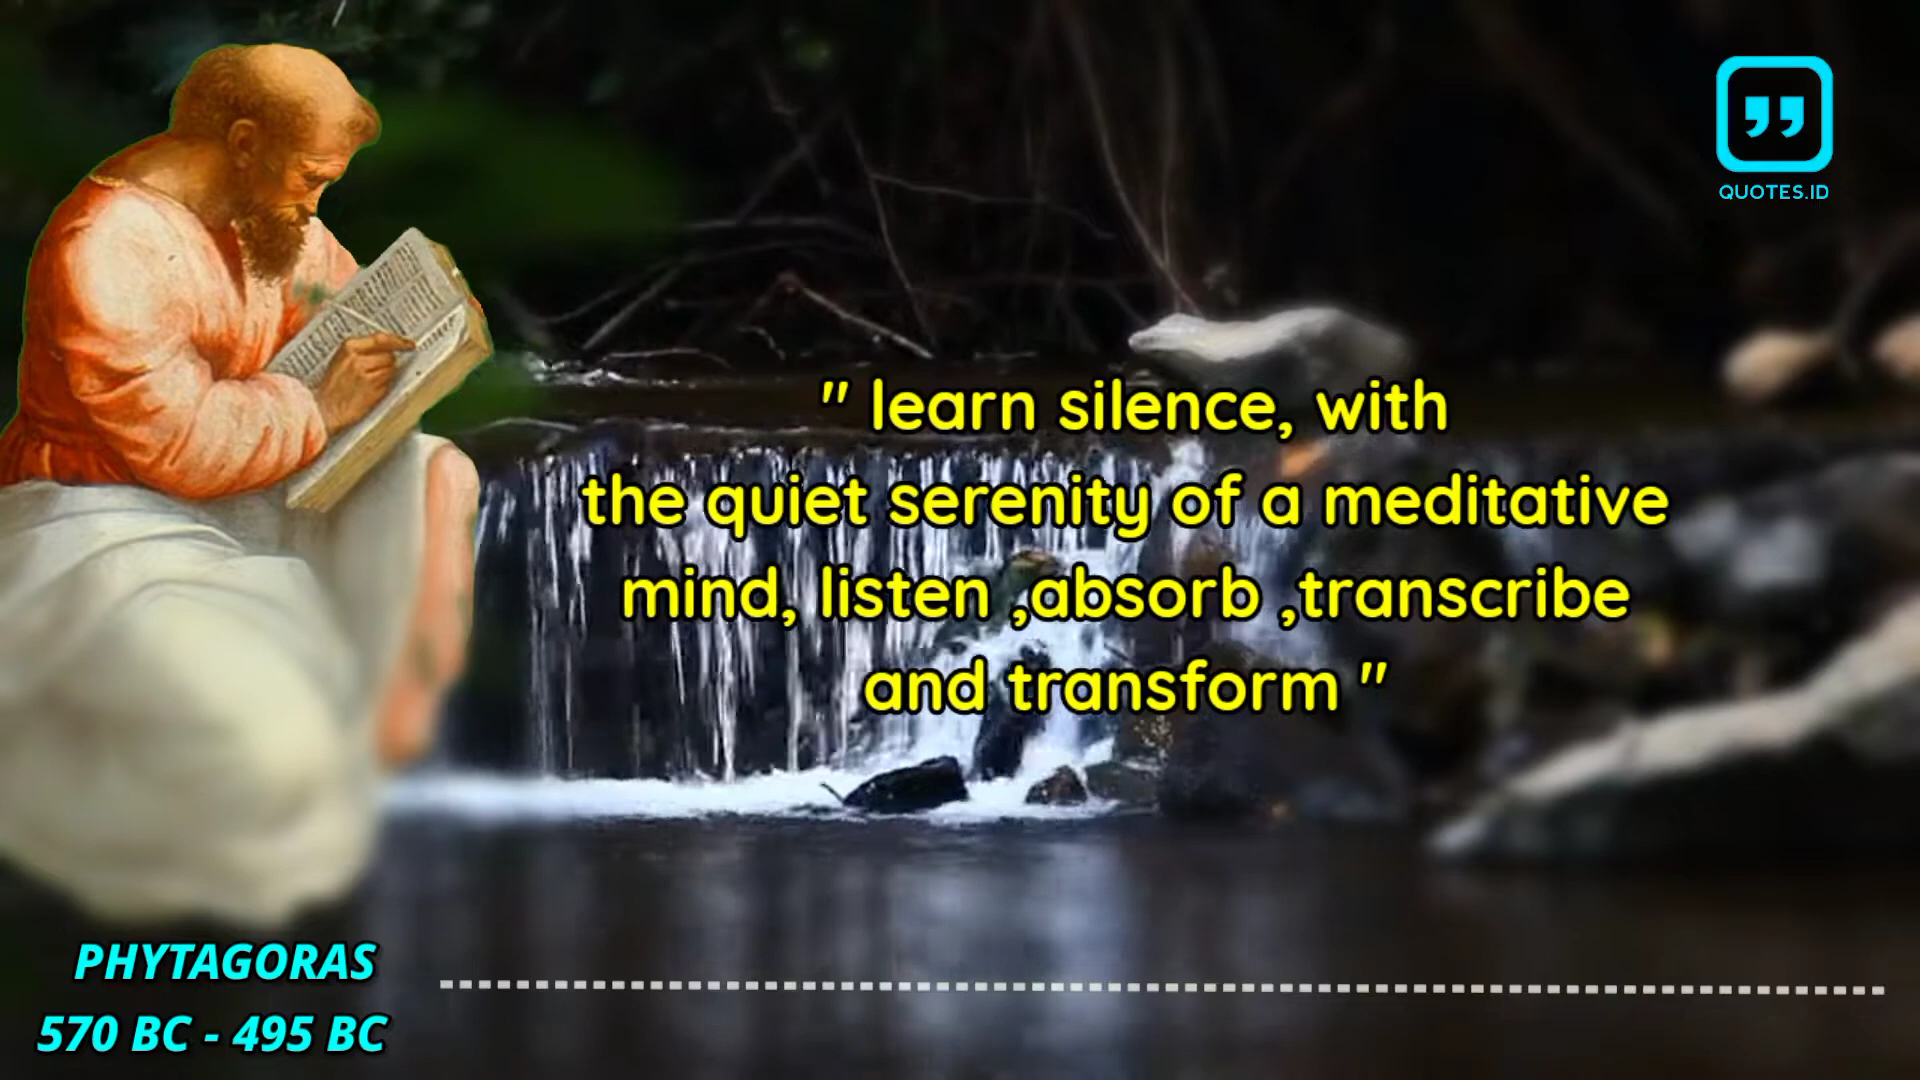 QUOTES.ID
" learn silence, with
the quiet serenity of a meditative
mind, listen ,absorb ,transcribe
and transform "
PHYTAGORAS
570 BC - 495 BC